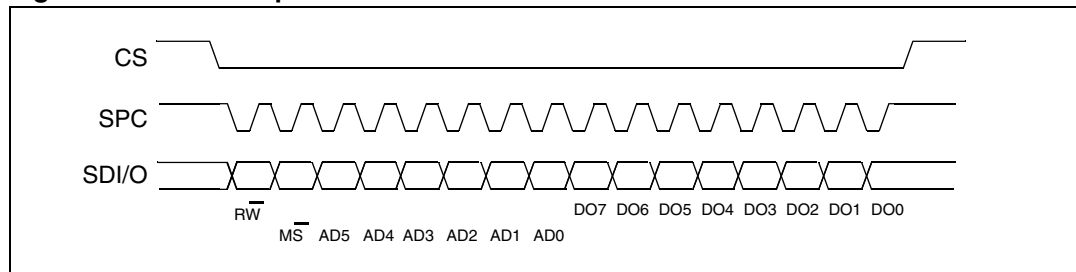 CS
SPC
SDI/O
RW
DO7 DO6 DO5 DO4 DO3 DO2 DO1 DO0
MS AD5 AD4 AD3 AD2 AD1 AD0